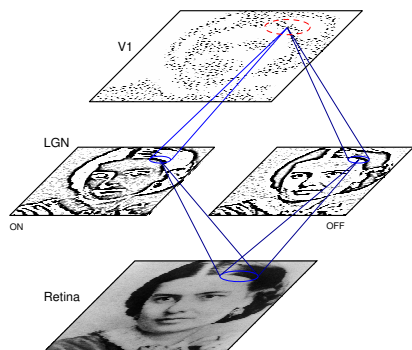 V1
LGN
ON
OFF
Retina